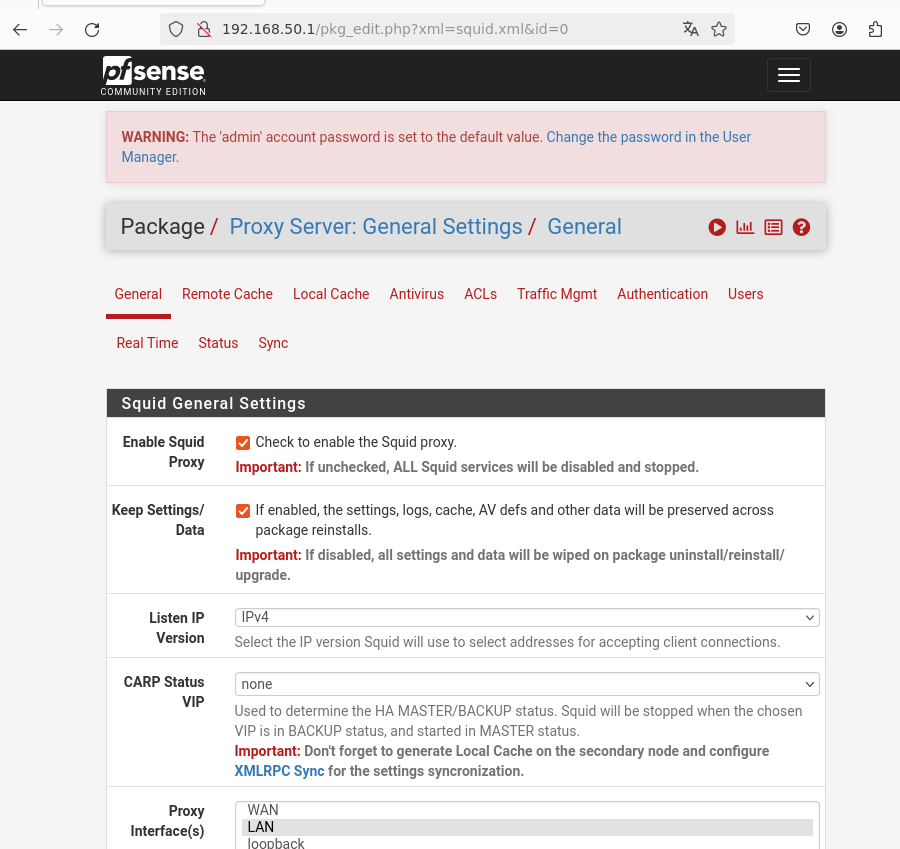 192.168.50.1/pkg_edit.php?xml=squid.xml&id=0
pfsense
COMMUNITY EDITION
WARNING: The 'admin' account password is set to the default value. Change the password in the User
Manager.
Package / Proxy Server: General Settings / General
General Remote Cache Local Cache Antivirus ACLs Traffic Mgmt Authentication Users
Real Time Status Sync
Squid General Settings
Enable Squid Proxy
Check to enable the Squid proxy.
Important: If unchecked, ALL Squid services will be disabled and stopped.
Keep Settings/
Data
If enabled, the settings, logs, cache, AV defs and other data will be preserved across
package reinstalls.
Important: If disabled, all settings and data will be wiped on package uninstall/reinstall/
upgrade.
Listen IP
Version
IPv4
Select the IP version Squid will use to select addresses for accepting client connections.
CARP Status
VIP
none
Used to determine the HA MASTER/BACKUP status. Squid will be stopped when the chosen
VIP is in BACKUP status, and started in MASTER status.
Important: Don't forget to generate Local Cache on the secondary node and configure
XMLRPC Sync for the settings syncronization.
Proxy
Interface(s)
WAN
LAN
loopback